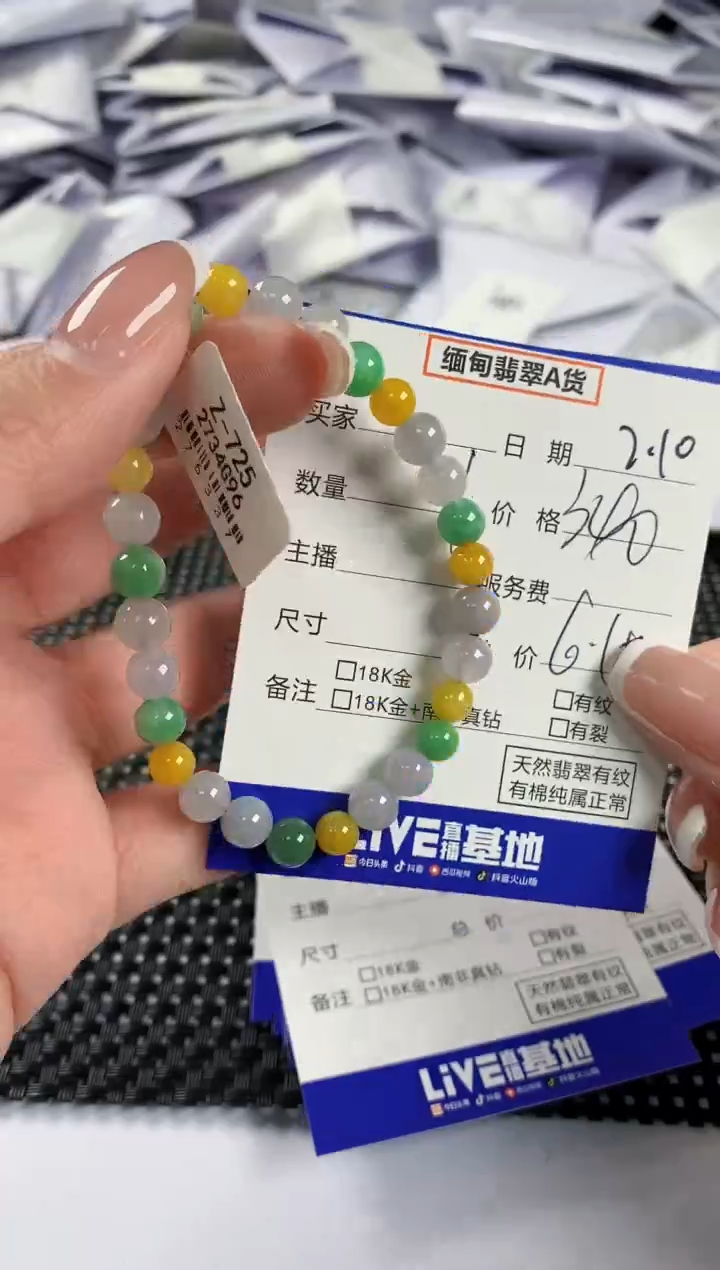 缅甸翡翠A货
买家 日期 2.10
数量 价格
主播 服务费
尺寸 价
备注 □18K金 □有纹
□18K金+南 真钻 □有裂
天然翡翠有纹
有棉纯属正常
LiVE直播基地
今日头条 抖音 西瓜视频 抖音火山版
Z-725
2734G96
主播 总价
尺寸 □有纹
□有裂
备注 □18K金
□18K金+南非真钻
天然翡翠有纹
有棉纯属正常
LiVE直播基地